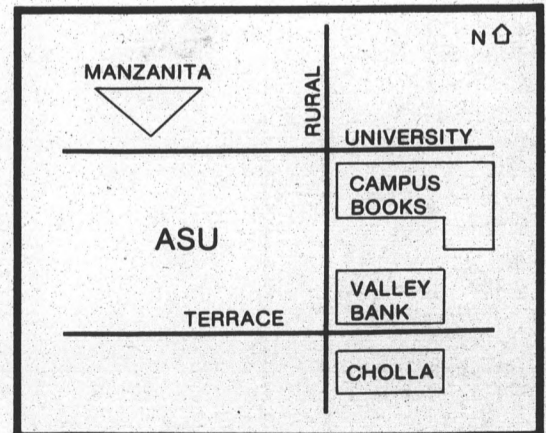 N
MANZANITA
RURAL
UNIVERSITY
CAMPUS
BOOKS
ASU
VALLEY
BANK
TERRACE
CHOLLA